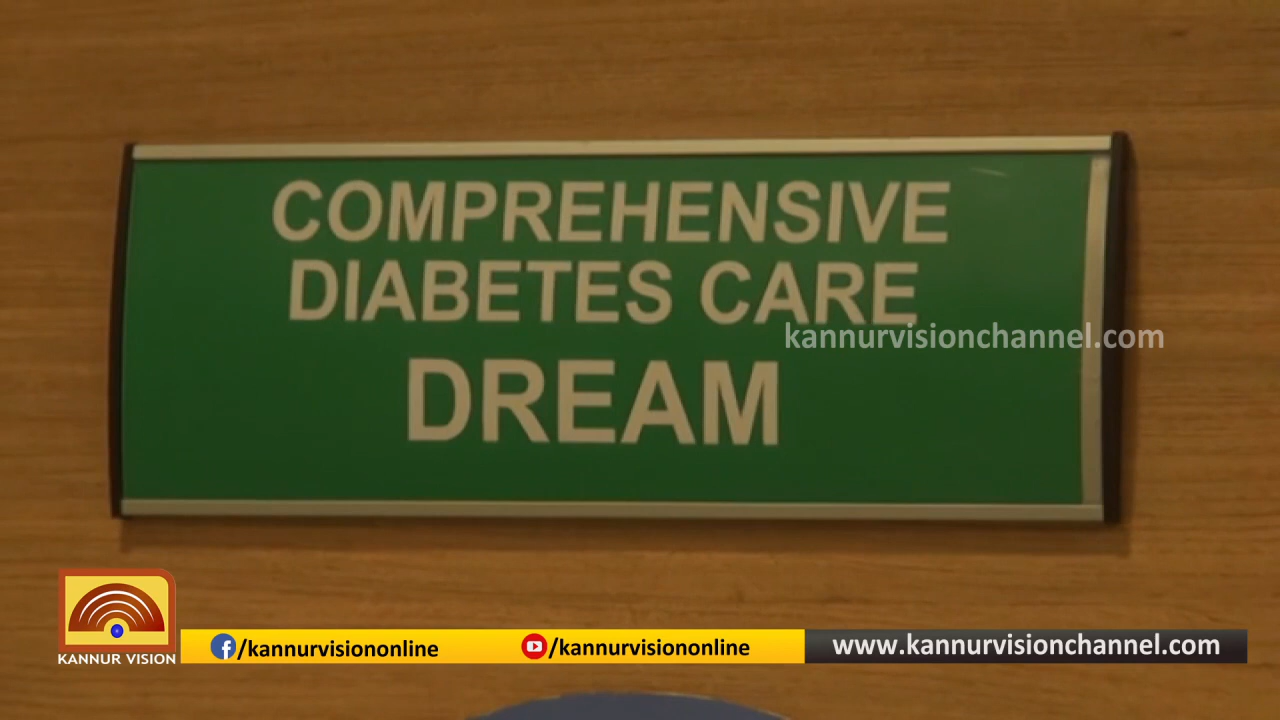 COMPREHENSIVE
DIABETES CARE
kannurvisionchannel.com
DREAM
KANNUR VISION
/kannurvisiononline
/kannurvisiononline
www.kannurvisionchannel.com